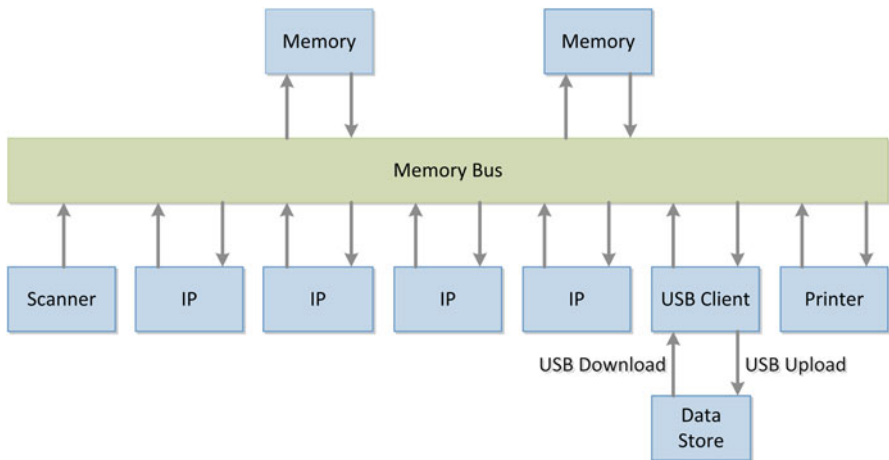 Memory
Memory
Memory Bus
Scanner
IP
IP
IP
IP
USB Client
Printer
USB Download
USB Upload
Data
Store